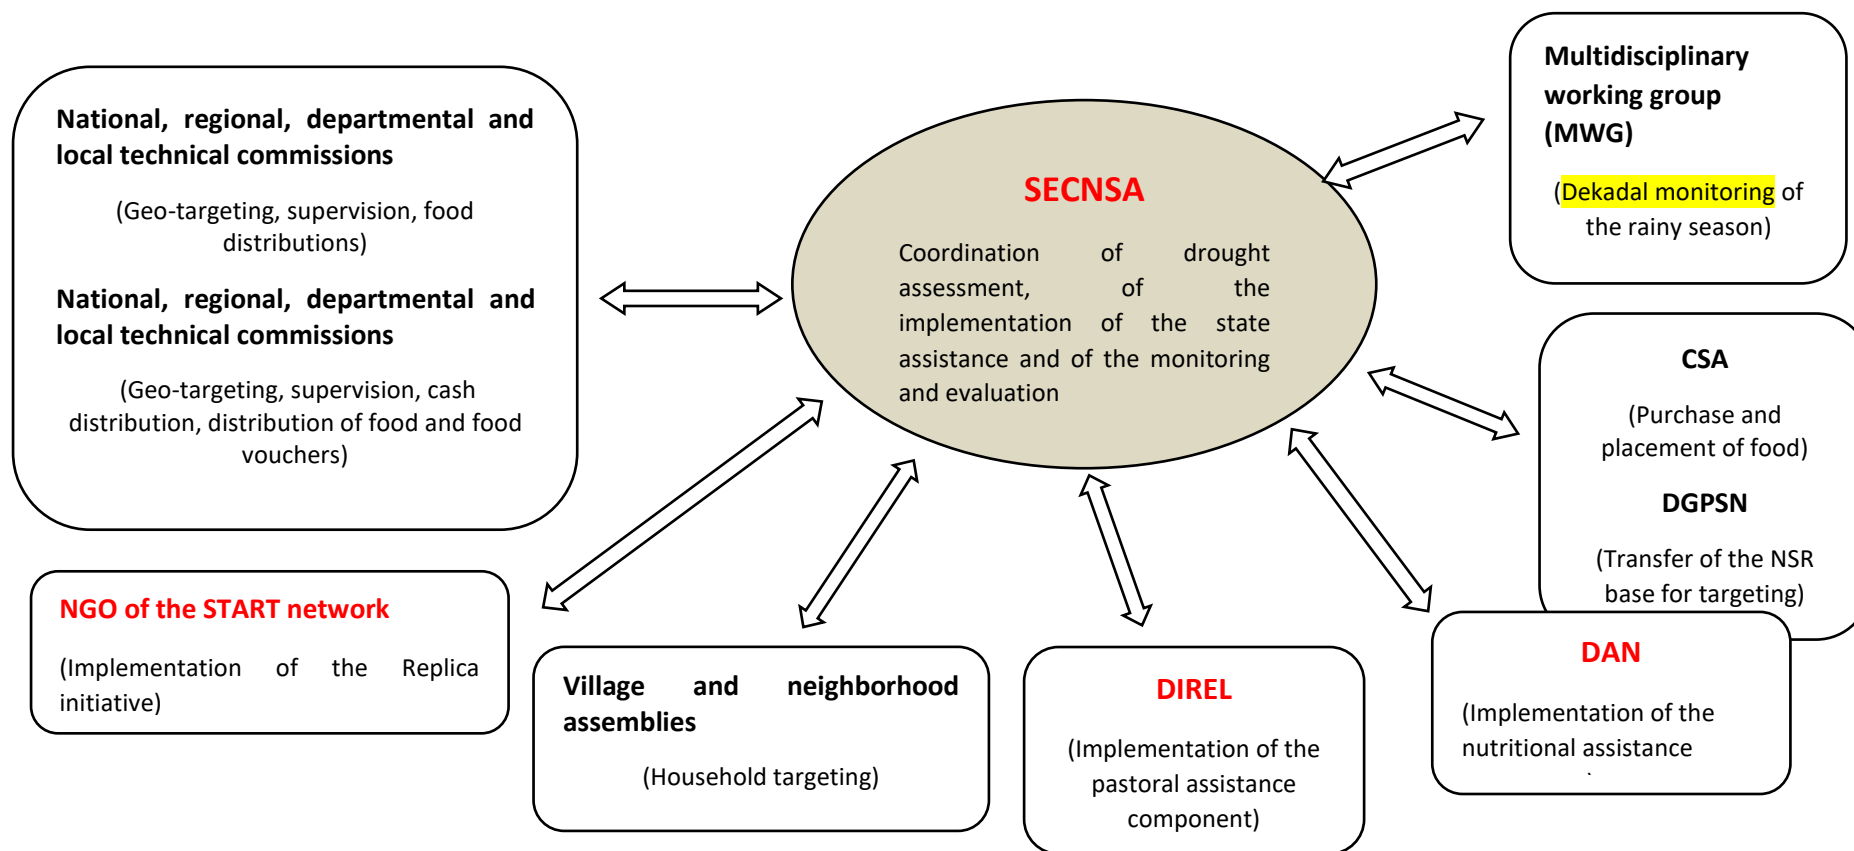 National, regional, departmental and
local technical commissions
(Geo-targeting, supervision, food
distributions)
National, regional, departmental and
local technical commissions
(Geo-targeting, supervision, cash
distribution, distribution of food and food
vouchers)
SECNSA
Coordination of drought
assessment, of the
implementation of the state
assistance and of the monitoring
and evaluation
Multidisciplinary
working group
(MWG)
(Dekadal monitoring of
the rainy season)
CSA
(Purchase and
placement of food)
DGPSN
(Transfer of the NSR
base for targeting)
NGO of the START network
(Implementation of the Replica
initiative)
Village and neighborhood
assemblies
(Household targeting)
DIREL
(Implementation of the
pastoral assistance
component)
DAN
(Implementation of the
nutritional assistance